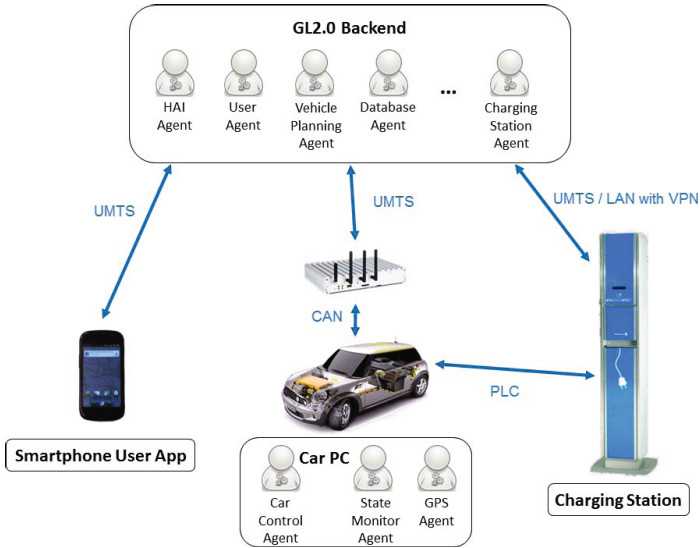 GL2.0 Backend
HAI
Agent
User
Agent
Vehicle
Planning
Agent
Database
Agent
...
Charging
Station
Agent
UMTS
UMTS
UMTS / LAN with VPN
CAN
PLC
Smartphone User App
Car PC
Car
Control
Agent
State
Monitor
Agent
GPS
Agent
Charging Station